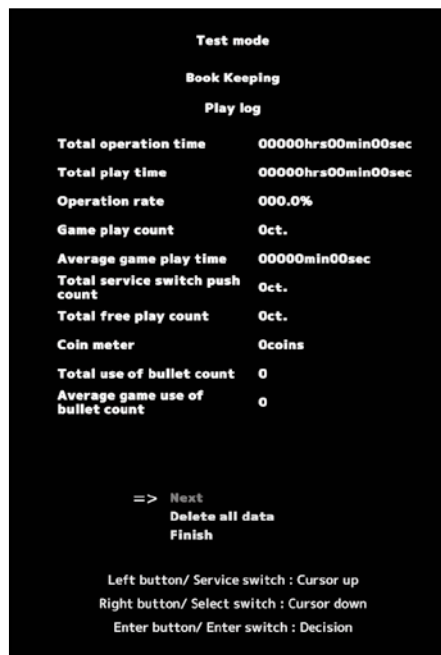 Test mode
Book Keeping
Play log
Total operation time 00000hrs00min00sec
Total play time 00000hrs00min00sec
Operation rate 000.0%
Game play count 0ct.
Average game play time 00000min00sec
Total service switch push
count 0ct.
Total free play count 0ct.
Coin meter 0coins
Total use of bullet count 0
Average game use of
bullet count 0
=> Next
Delete all data
Finish
Left button/ Service switch : Cursor up
Right button/ Select switch : Cursor down
Enter button/ Enter switch : Decision